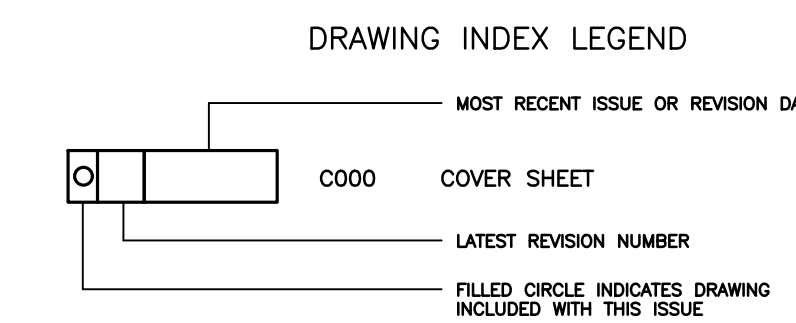 DRAWING INDEX LEGEND
MOST RECENT ISSUE OR REVISION
C000 COVER SHEET
LATEST REVISION NUMBER
FILLED CIRCLE INDICATES DRAWING
INCLUDED WITH THIS ISSUE